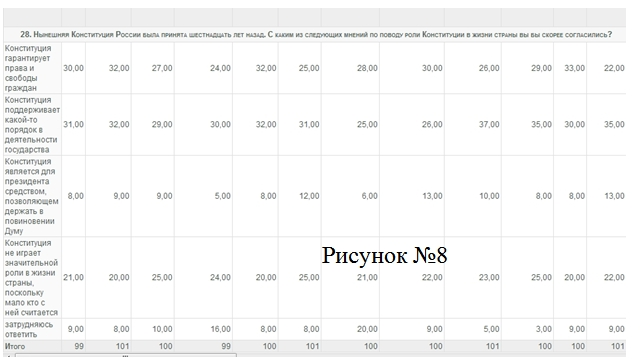 28. Нынешняя Конституция России была принята шестнадцать лет назад. С каким из следующих мнений по поводу роли Конституции в жизни страны вы бы скорее согласились?
Конституция
гарантирует
права и
свободы
граждан
30,00 32,00 27,00 24,00 32,00 25,00 28,00 30,00 26,00 29,00 33,00 22,00
Конституция
поддерживает
какой-то
порядок в
деятельности
государства
31,00 32,00 29,00 30,00 32,00 31,00 25,00 26,00 37,00 35,00 30,00 35,00
Конституция
является для
президента
средством,
позволяющем
держать в
повиновении
Думу
8,00 9,00 9,00 5,00 8,00 12,00 6,00 13,00 10,00 8,00 8,00 13,00
Конституция
не играет
значительной
роли в жизни
страны,
поскольку
мало кто с
ней считается
21,00 20,00 25,00 24,00 20,00 25,00 21,00 22,00 23,00 25,00 20,00 22,00
Рисунок №8
затрудняюсь
ответить
9,00 8,00 10,00 16,00 8,00 8,00 20,00 9,00 5,00 3,00 9,00 9,00
Итого 99 101 100 99 100 101 100 100 101 100 100 101